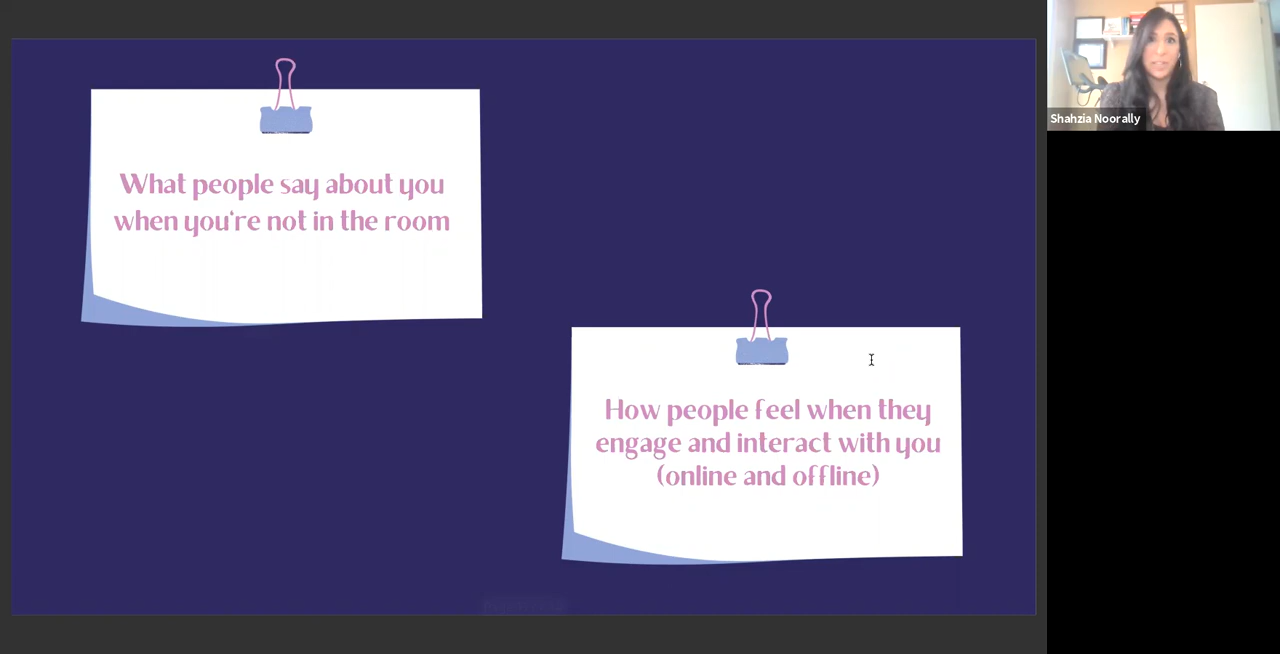 What people say about you
when you're not in the room
How people feel when they
engage and interact with you
(online and offline)
Shahzia Noorally